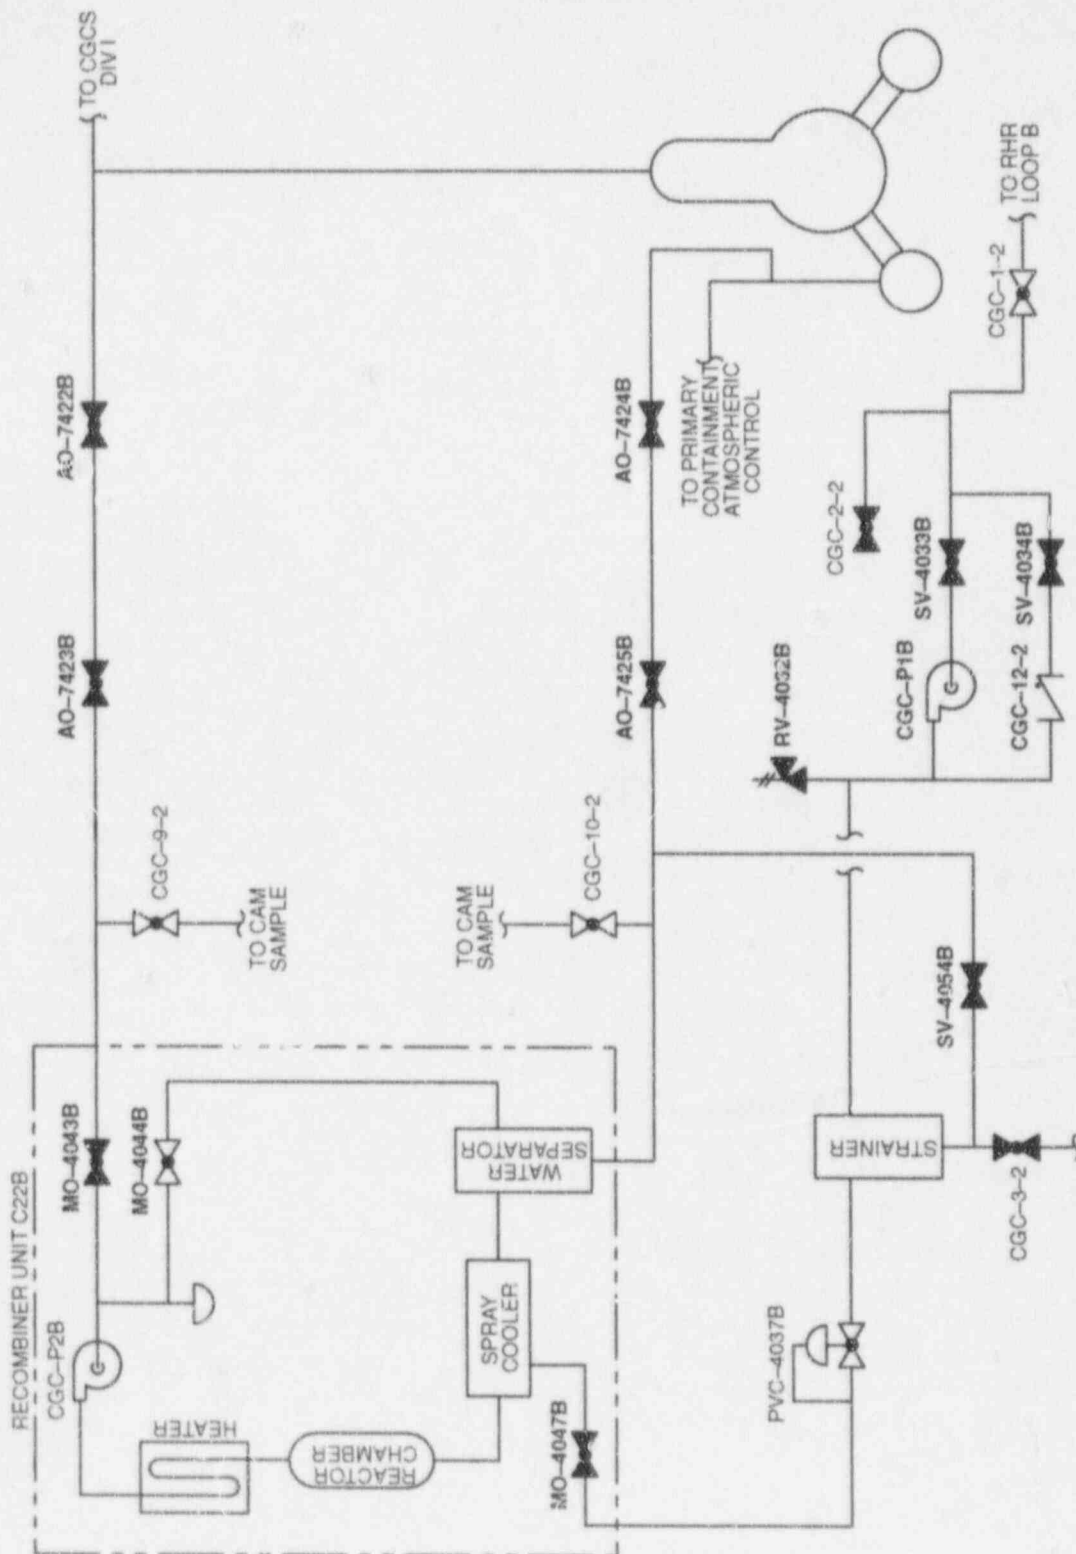 TO CGCS
DIV I
AO-7422B
AO-7423B
CGC-9-2
TO CAM
SAMPLE
RECOMBINER UNIT C22B
MO-4043B
MO-4044B
CGC-P2B
HEATER
REACTOR
CHAMBER
SPRAY
COOLER
WATER
SEPARATOR
MO-4047B
TO CAM
SAMPLE
CGC-10-2
AO-7425B
AO-7424B
TO PRIMARY
CONTAINMENT
ATMOSPHERIC
CONTROL
TO RHR
LOOP B
CGC-1-2
CGC-2-2
SV-4033B
SV-4034B
CGC-P1B
CGC-12-2
RV-4032B
SV-4054B
STRAINER
CGC-3-2
PVC-4037B